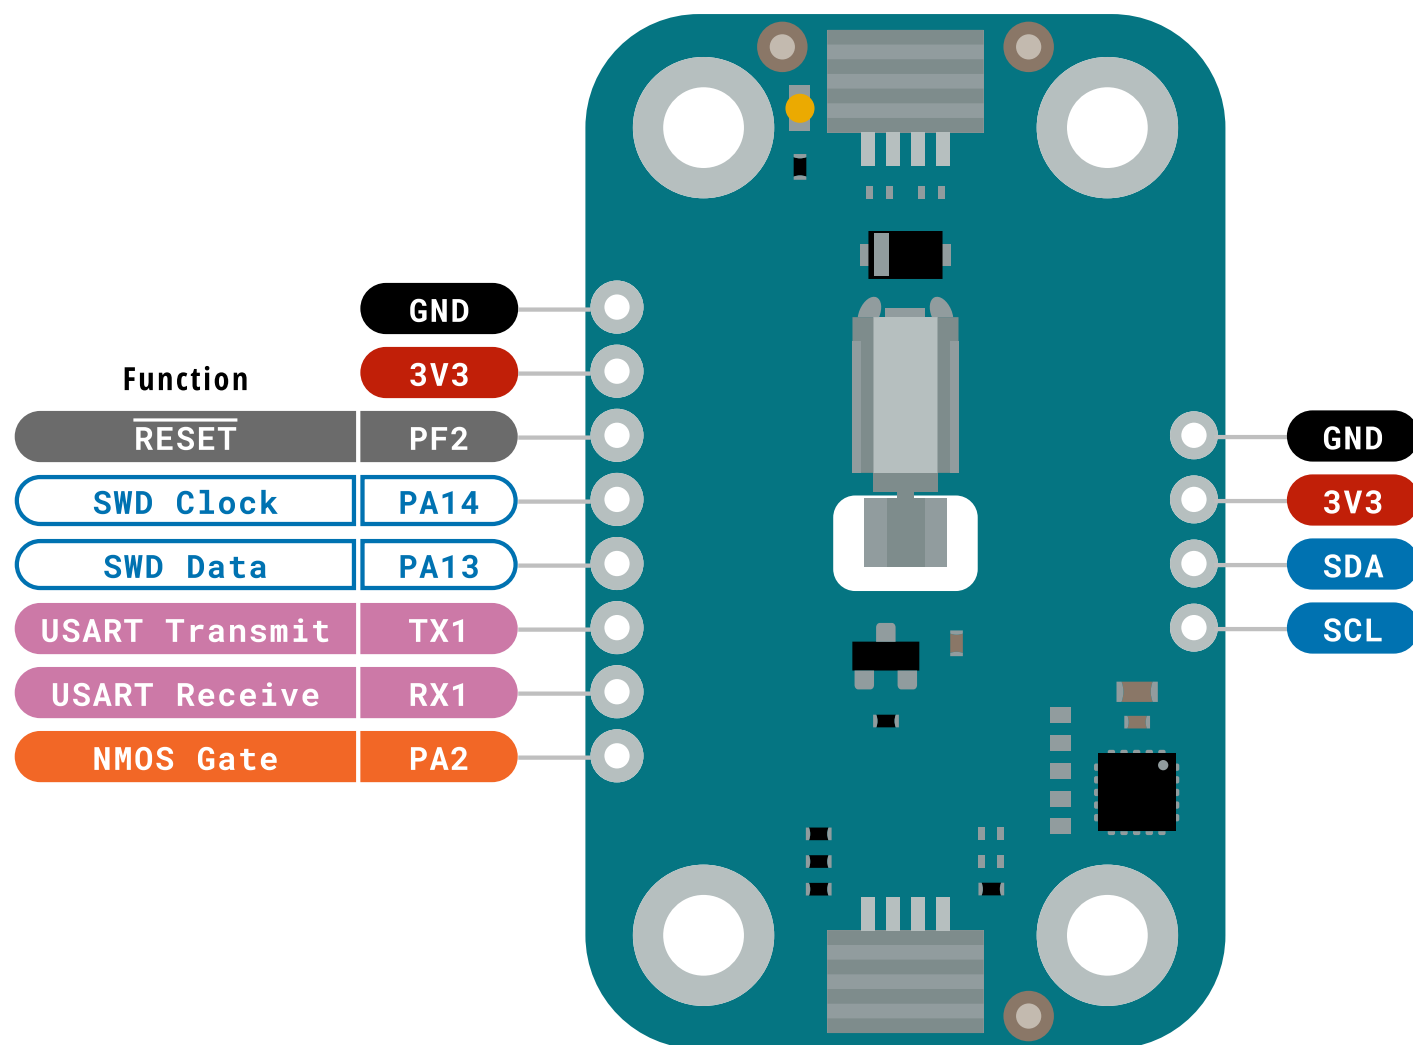 GND
3V3
Function
RESET PF2
SWD Clock PA14
SWD Data PA13
USART Transmit TX1
USART Receive RX1
NMOS Gate PA2
GND
3V3
SDA
SCL